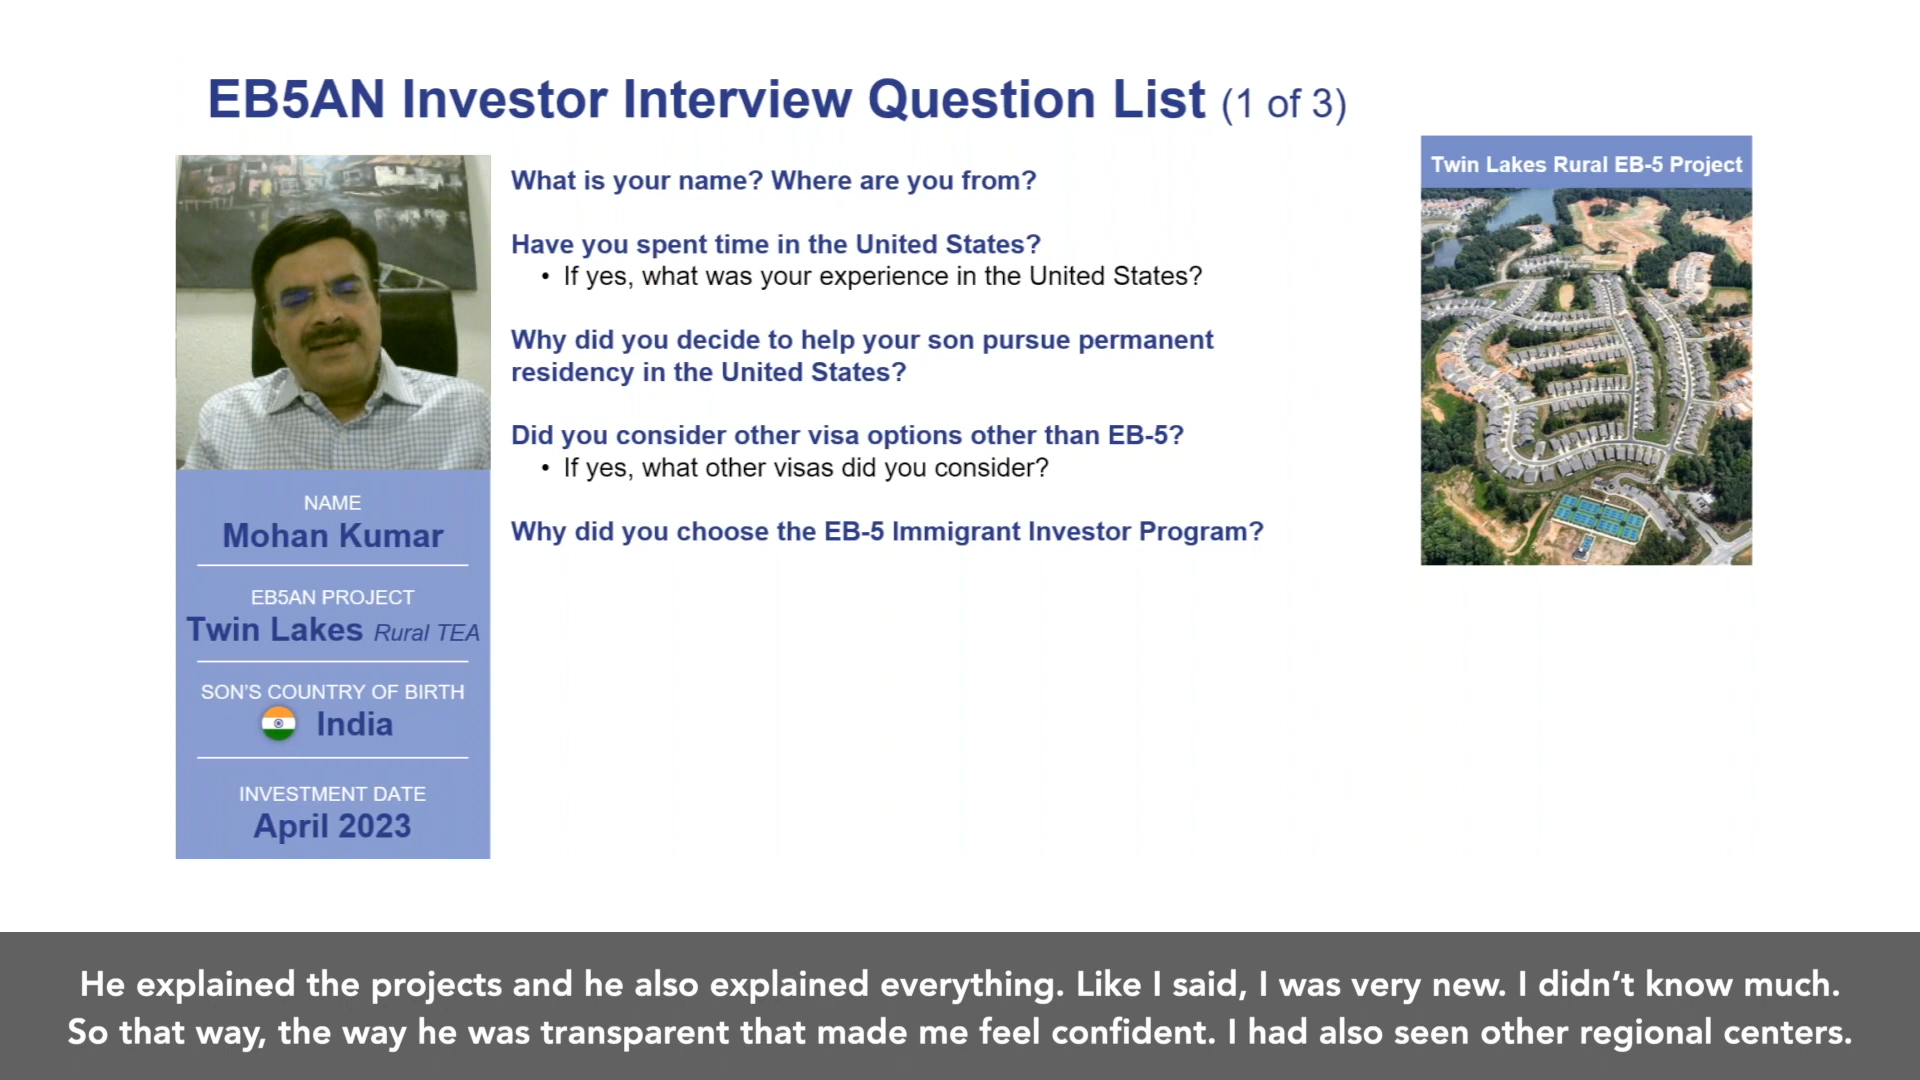 EB5AN Investor Interview Question List (1 of 3)
Twin Lakes Rural EB-5 Project
What is your name? Where are you from?
Have you spent time in the United States?
• If yes, what was your experience in the United States?
Why did you decide to help your son pursue permanent
residency in the United States?
Did you consider other visa options other than EB-5?
• If yes, what other visas did you consider?
Why did you choose the EB-5 Immigrant Investor Program?
NAME
Mohan Kumar
EB5AN PROJECT
Twin Lakes Rural TEA
SON'S COUNTRY OF BIRTH
India
INVESTMENT DATE
April 2023
He explained the projects and he also explained everything. Like I said, I was very new. I didn’t know much.
So that way, the way he was transparent that made me feel confident. I had also seen other regional centers.